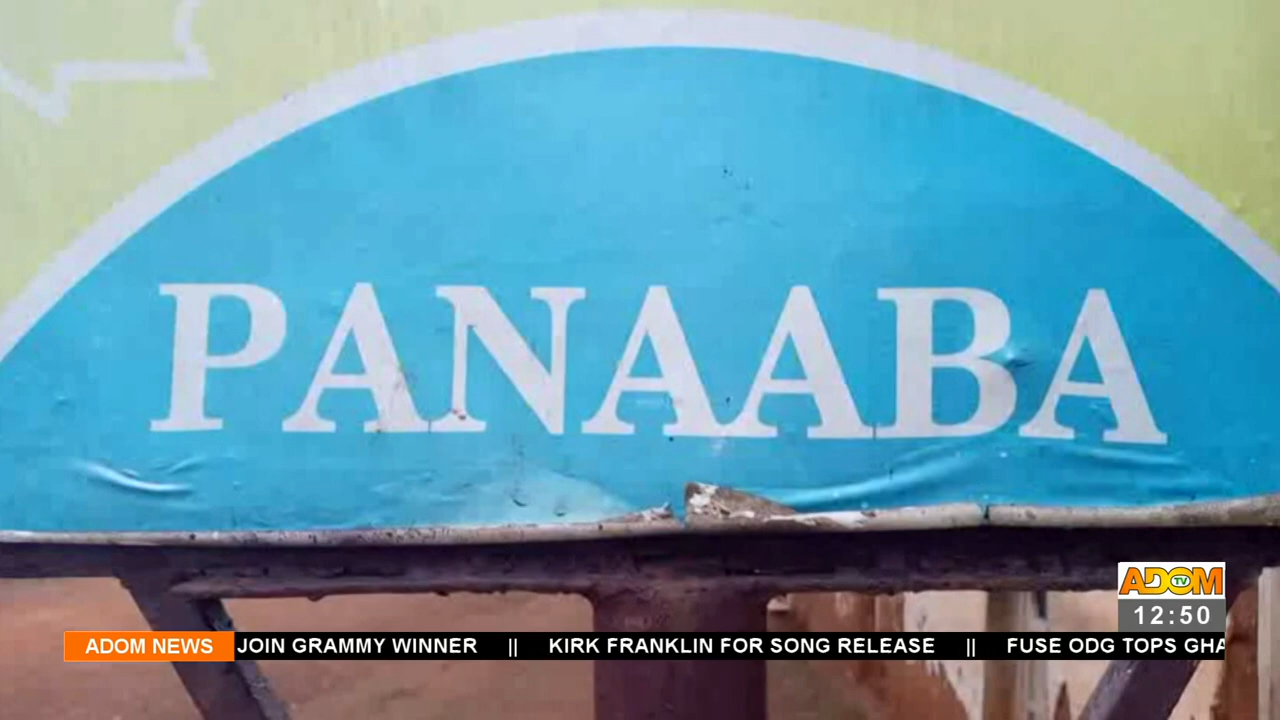 PANAABA
ADOM
TV
12:50
ADOM NEWS JOIN GRAMMY WINNER || KIRK FRANKLIN FOR SONG RELEASE || FUSE ODG TOPS GHA